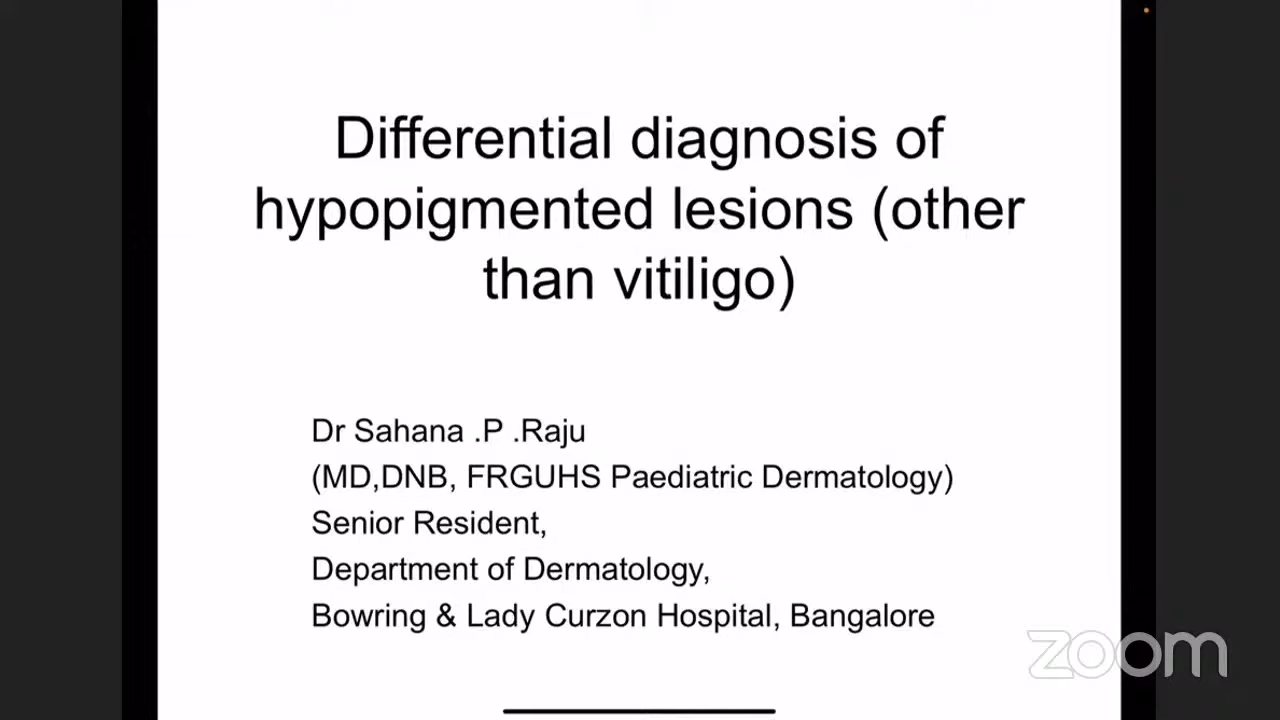 Differential diagnosis of
hypopigmented lesions (other
than vitiligo)
Dr Sahana .P .Raju
(MD,DNB, FRGUHS Paediatric Dermatology)
Senior Resident,
Department of Dermatology,
Bowring & Lady Curzon Hospital, Bangalore
zoom